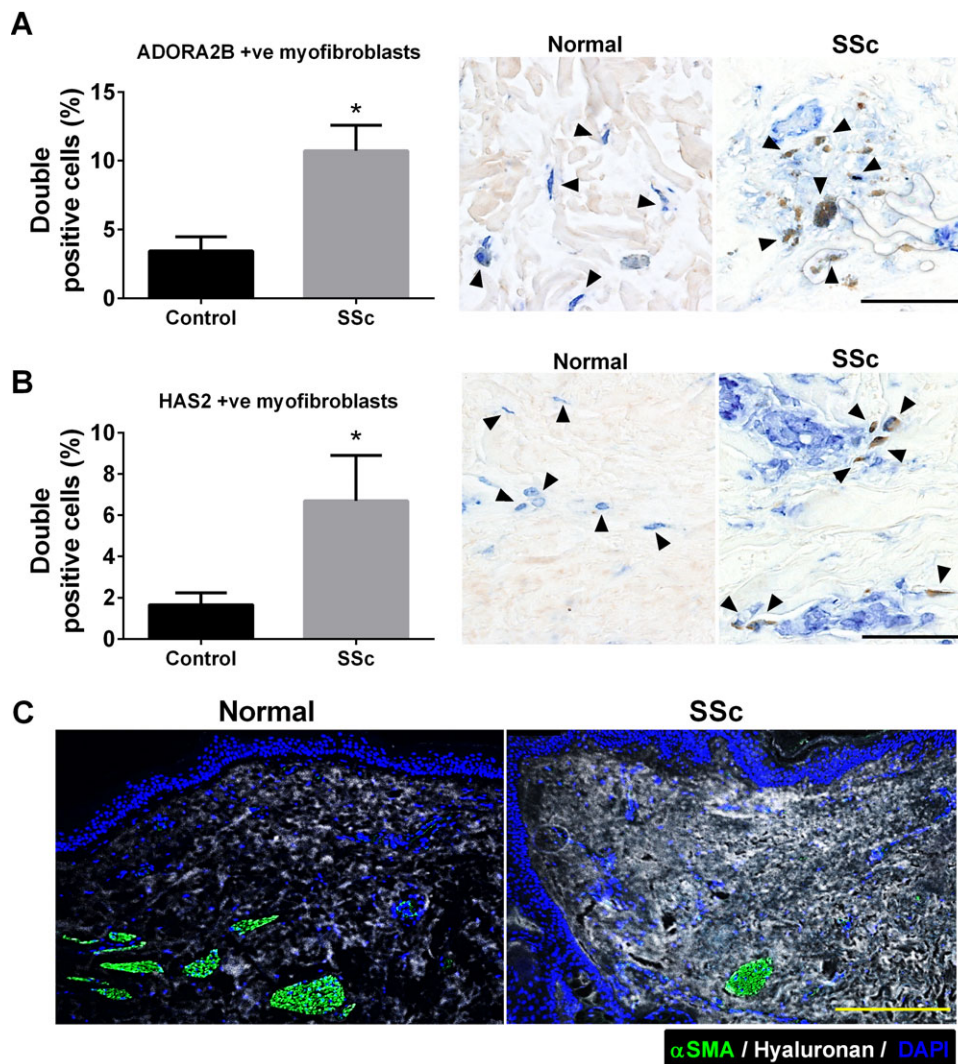 A
ADORA2B +ve myofibroblasts
Double
positive cells (%)
15
10
5
0
*
Control
SSc
Normal
SSc
B
HAS2 +ve myofibroblasts
Double
positive cells (%)
10
8
6
4
2
0
*
Control
SSc
Normal
SSc
C
Normal
SSc
αSMA / Hyaluronan / DAPI